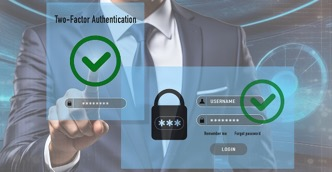 Two-Factor Authentication
********
***
USERNAME
********
Remember me Forgot password
LOGIN